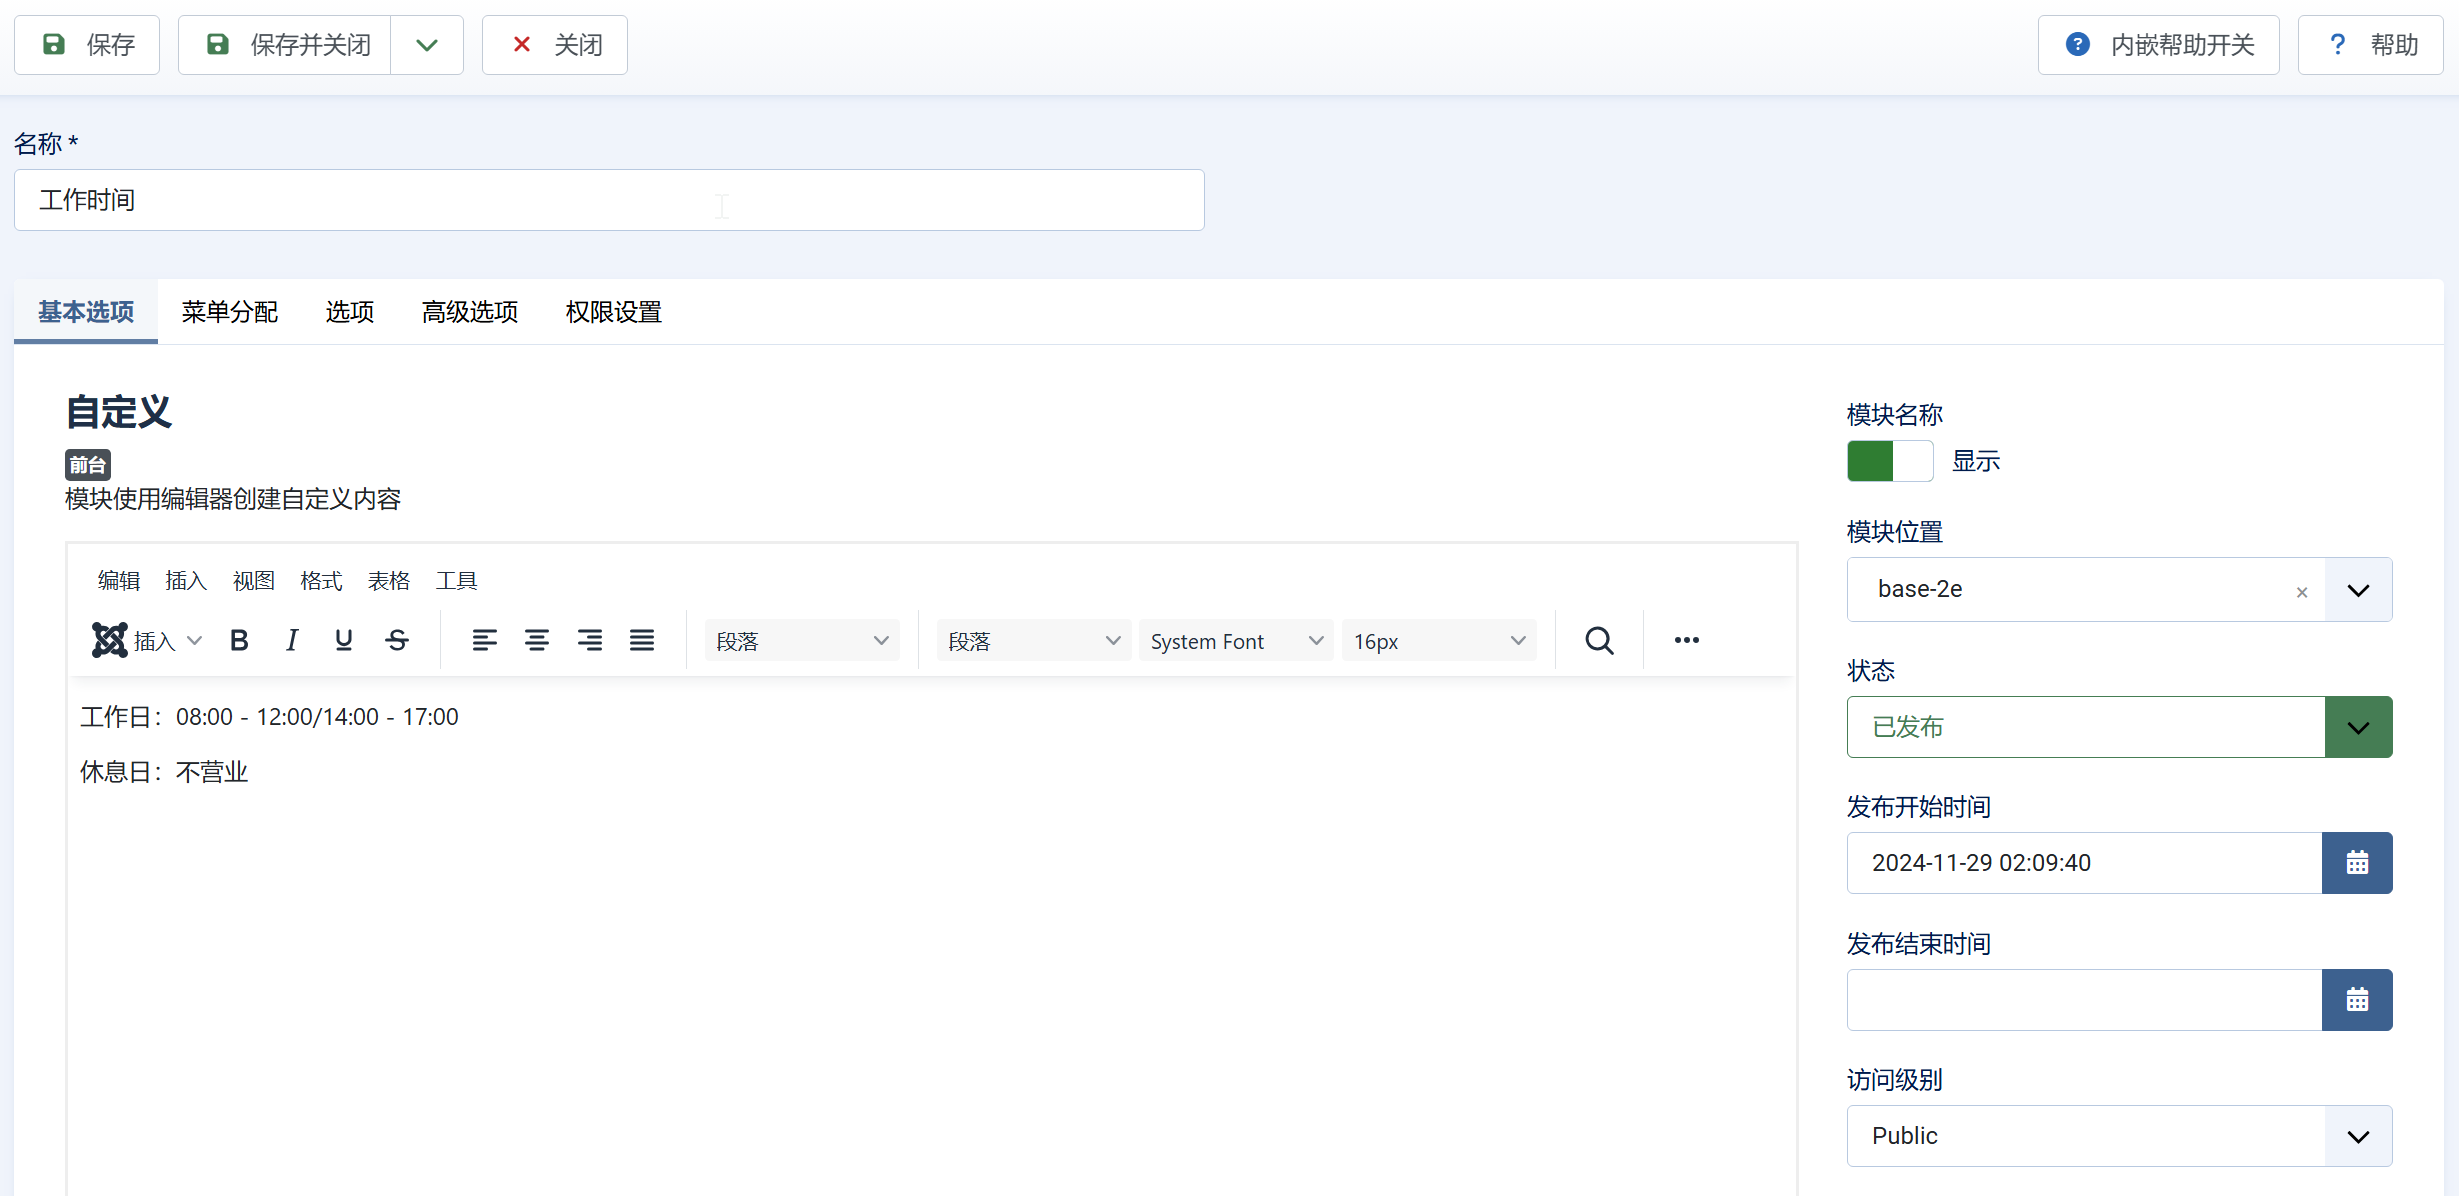 保存
保存并关闭
关闭
内嵌帮助开关
帮助
名称 *
工作时间
基本选项 菜单分配 选项 高级选项 权限设置
自定义
前台
模块使用编辑器创建自定义内容
编辑 插入 视图 格式 表格 工具
插入 B I U S 段落 段落 System Font 16px
工作日：08:00 - 12:00/14:00 - 17:00
休息日：不营业
模块名称
显示
模块位置
base-2e ×
状态
已发布
发布开始时间
2024-11-29 02:09:40
发布结束时间
访问级别
Public